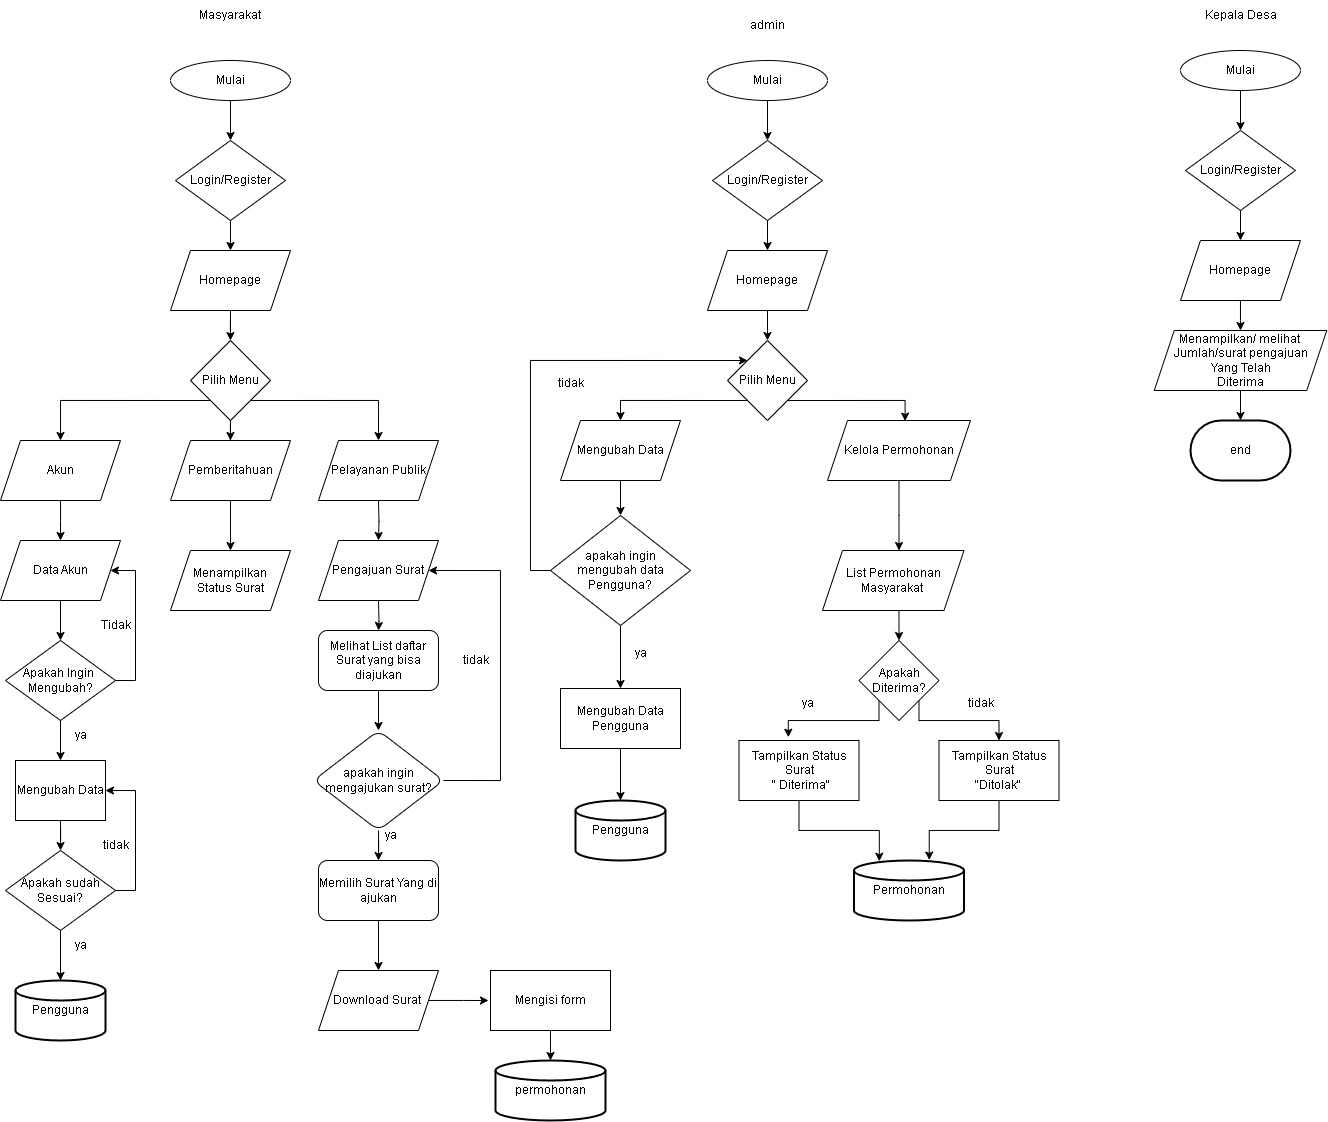 Masyarakat
Mulai
Login/Register
Homepage
Pilih Menu
Akun
Data Akun
Tidak
Apakah Ingin
Mengubah?
ya
Mengubah Data
tidak
Apakah sudah
Sesuai?
ya
Pengguna
Pemberitahuan
Menampilkan
Status Surat
Pelayanan Publik
Pengajuan Surat
Melihat List daftar
Surat yang bisa
diajukan
tidak
apakah ingin
mengajukan surat?
ya
Memilih Surat Yang di
ajukan
Download Surat
Mengisi form
permohonan
admin
Mulai
Login/Register
Homepage
Pilih Menu
tidak
Mengubah Data
apakah ingin
mengubah data
Pengguna?
ya
Mengubah Data
Pengguna
Pengguna
Kelola Permohonan
List Permohonan
Masyarakat
Apakah
Diterima?
ya
tidak
Tampilkan Status
Surat
" Diterima"
Tampilkan Status
Surat
"Ditolak"
Permohonan
Kepala Desa
Mulai
Login/Register
Homepage
Menampilkan/ melihat
Jumlah/surat pengajuan
Yang Telah
Diterima
end